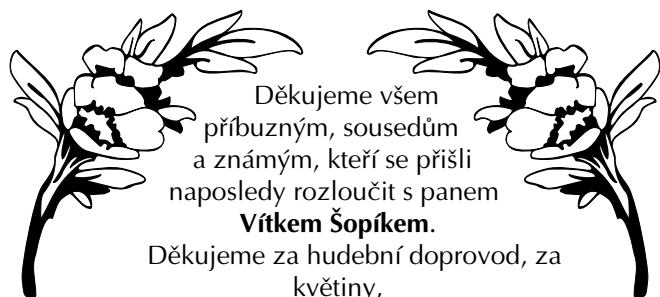 Děkujeme všem
příbuzným, sousedům
a známým, kteří se přišli
naposledy rozloučit s panem
Vítkem Šopíkem.
Děkujeme za hudební doprovod, za
květiny,